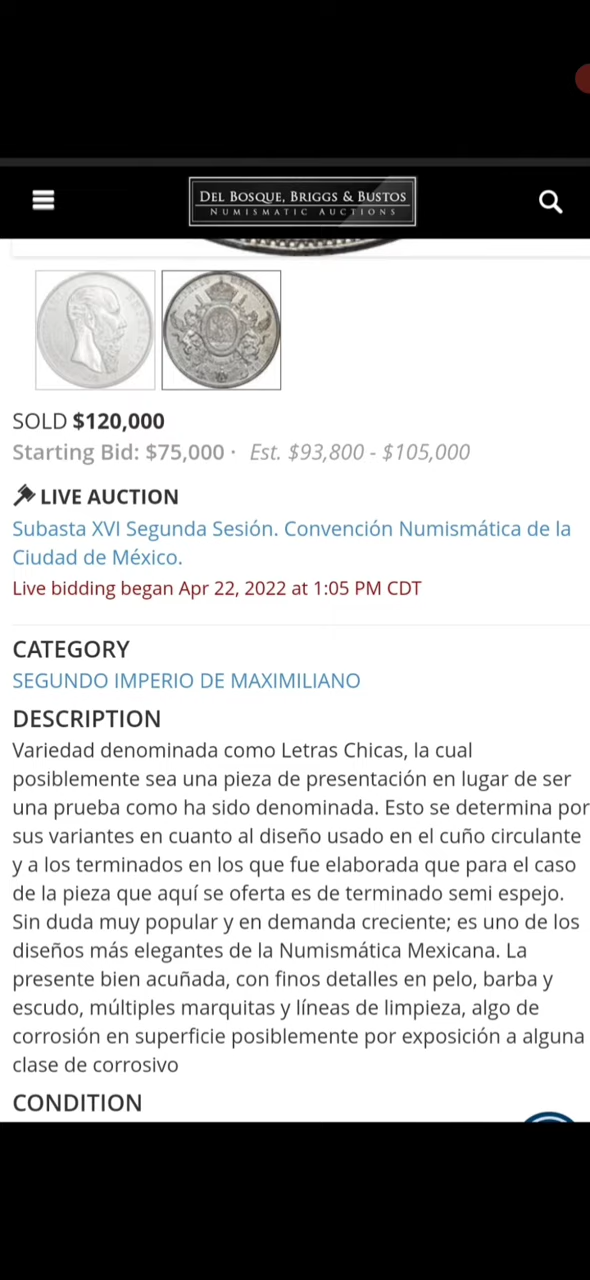 DEL BOSQUE, BRIGGS & BUSTOS
NUMISMATIC AUCTIONS
SOLD $120,000
Starting Bid: $75,000 · Est. $93,800 - $105,000
LIVE AUCTION
Subasta XVI Segunda Sesión. Convención Numismática de la
Ciudad de México.
Live bidding began Apr 22, 2022 at 1:05 PM CDT
CATEGORY
SEGUNDO IMPERIO DE MAXIMILIANO
DESCRIPTION
Variedad denominada como Letras Chicas, la cual
posiblemente sea una pieza de presentación en lugar de ser
una prueba como ha sido denominada. Esto se determina por
sus variantes en cuanto al diseño usado en el cuño circulante
y a los terminados en los que fue elaborada que para el caso
de la pieza que aquí se oferta es de terminado semi espejo.
Sin duda muy popular y en demanda creciente; es uno de los
diseños más elegantes de la Numismática Mexicana. La
presente bien acuñada, con finos detalles en pelo, barba y
escudo, múltiples marquitas y líneas de limpieza, algo de
corrosión en superficie posiblemente por exposición a alguna
clase de corrosivo
CONDITION